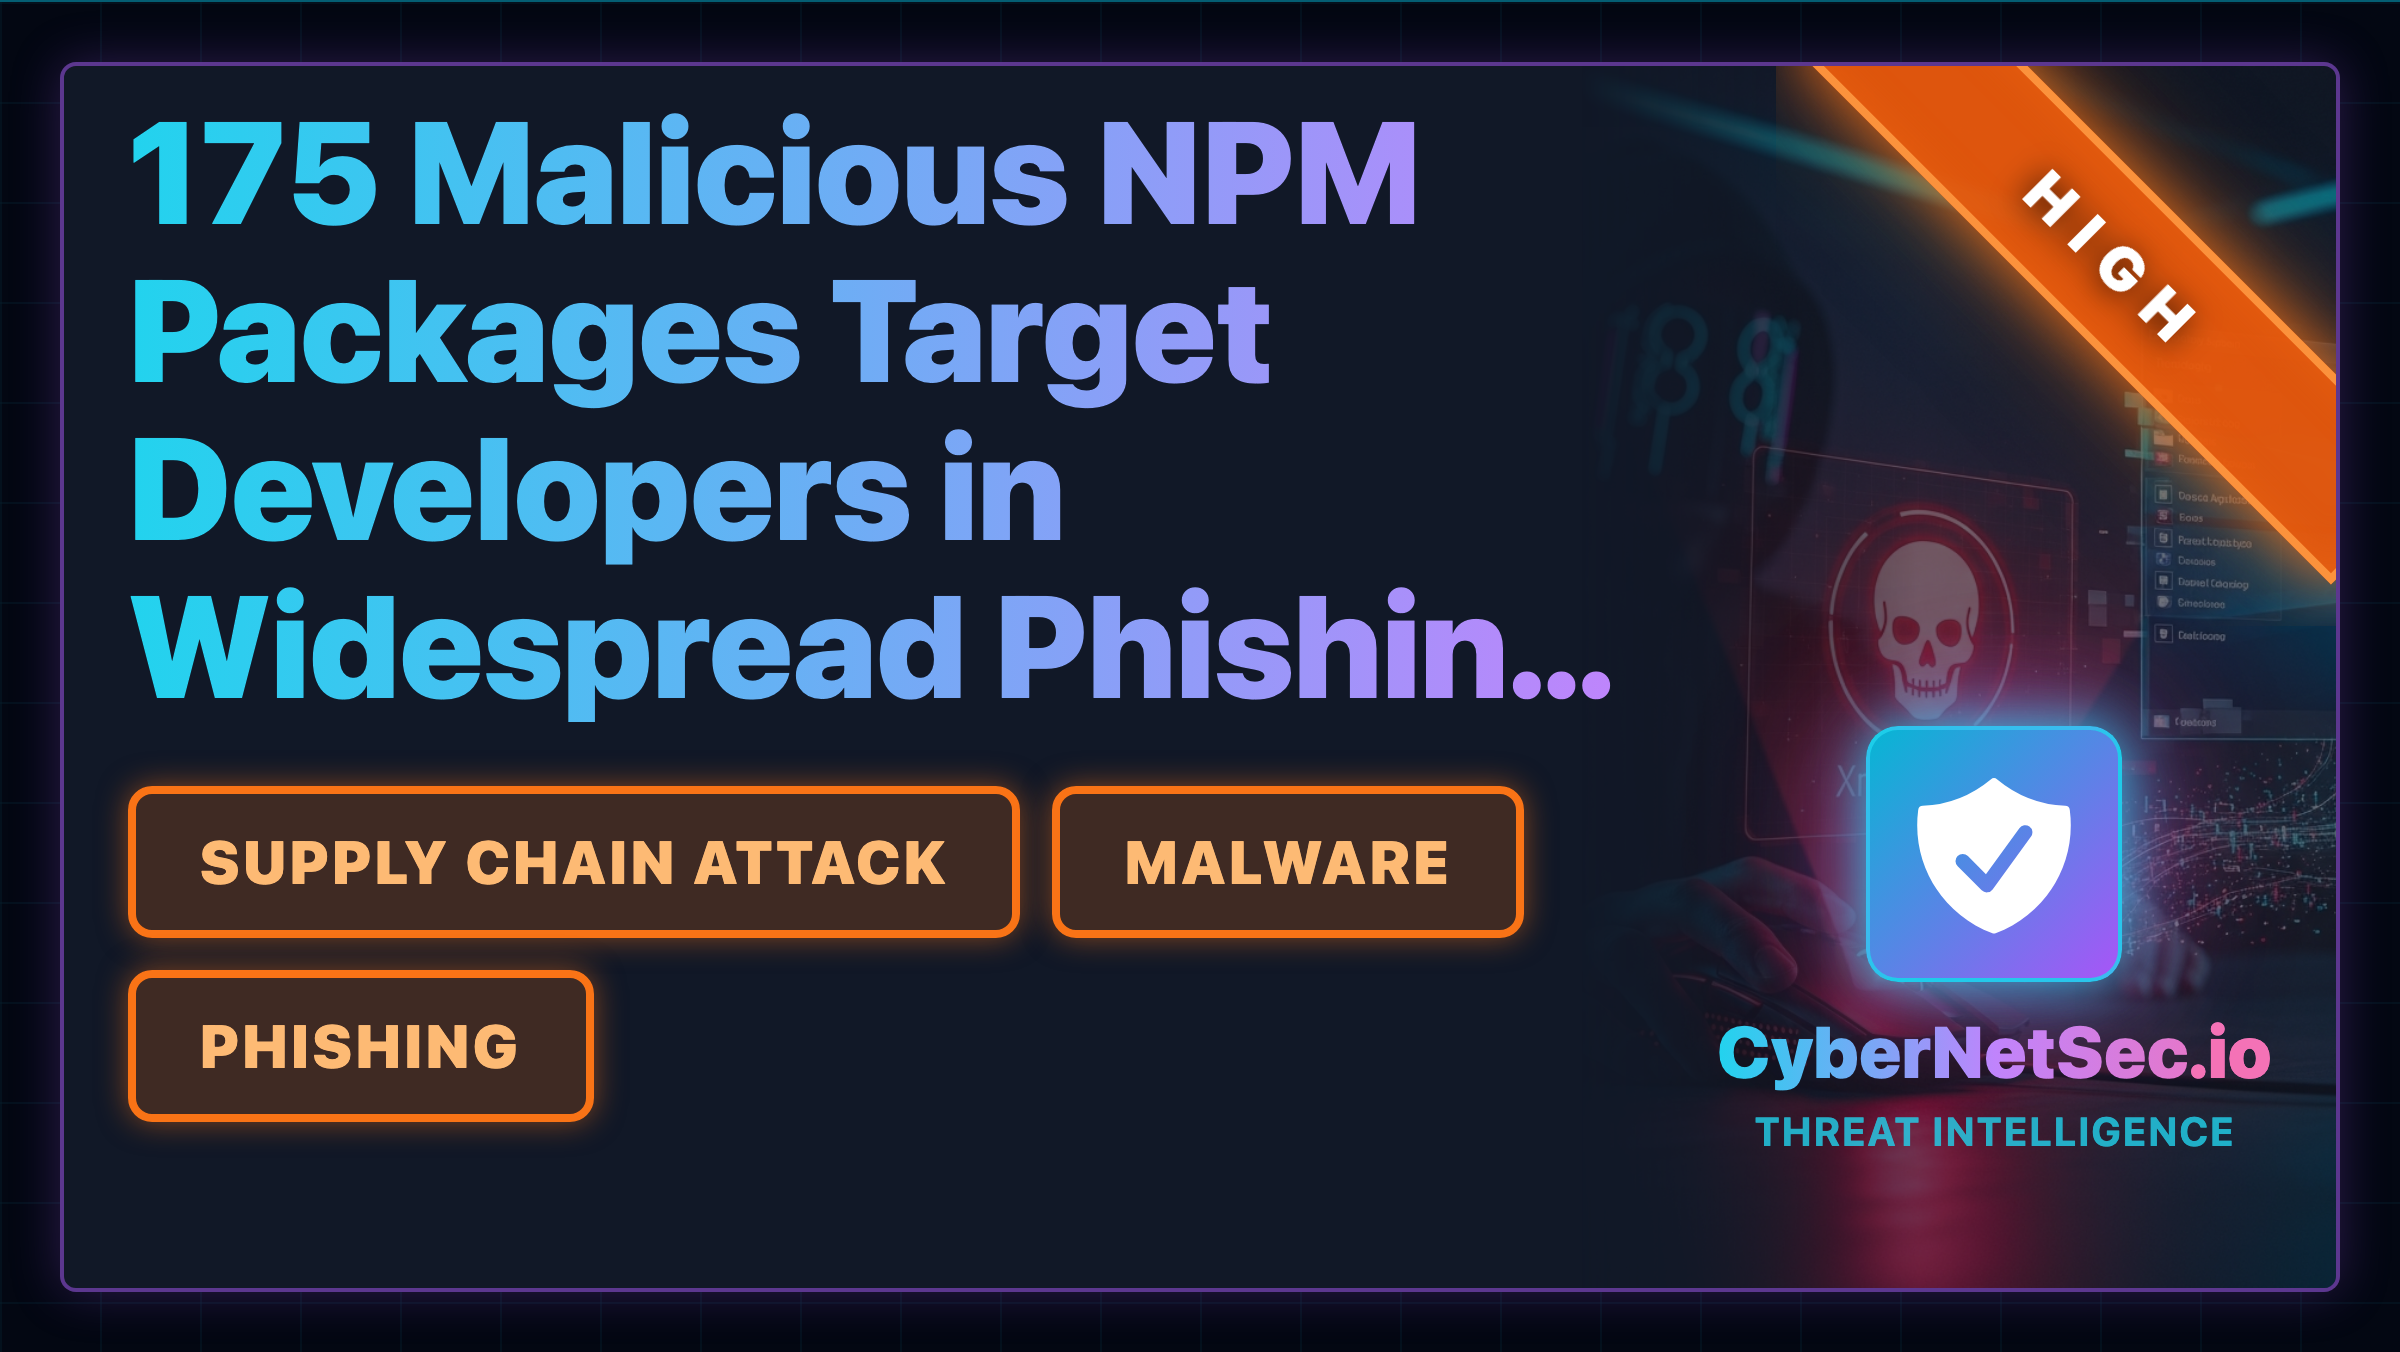 175 Malicious NPM
Packages Target
Developers in
Widespread Phishin...
HIGH
SUPPLY CHAIN ATTACK
MALWARE
PHISHING
CyberNetSec.io
THREAT INTELLIGENCE